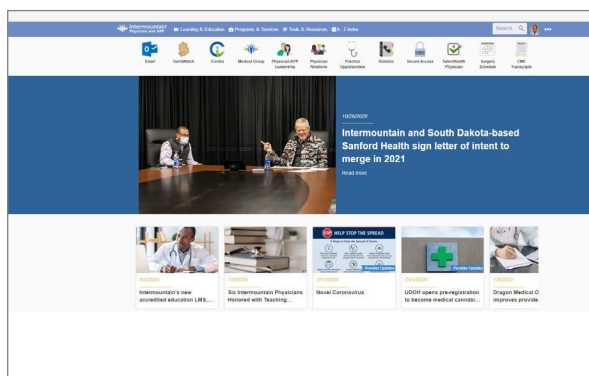 Intermountain
Physician and APP
Learning & Education
Programs & Services
Tools & Resources
A - Z Index
Search
Email
GermWatch
iCentra
Medical Group
Physician/APP
Leadership
Physician
Relations
Practice
Opportunities
Kelvatus
Secure Access
SelectHealth
Physician
Surgery
Schedule
CME
Transcripts
10/26/2020
Intermountain and South Dakota-based
Sanford Health sign letter of intent to
merge in 2021
Read more
Intermountain's new
accredited education LMS,...
Six Intermountain Physicians
Honored with Teaching...
STOP HELP STOP THE SPREAD
Provider Updates
Novel Coronavirus
Provider Updates
UDOH opens pre-registration
to become medical cannabi...
Dragon Medical O
improves provide